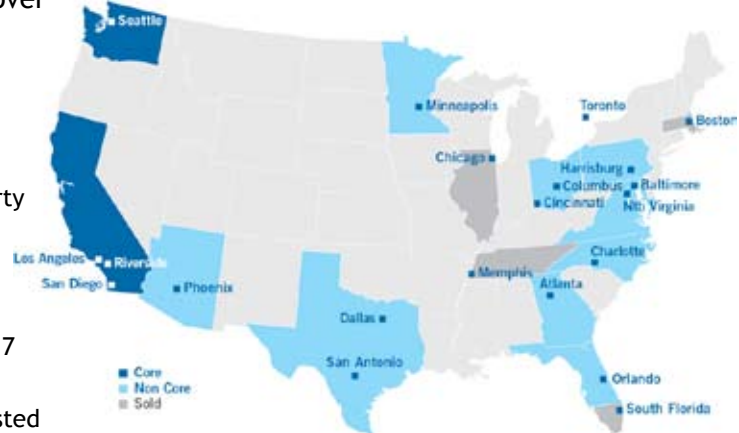 over
Seattle
Minneapolis
Toronto
Boston
Chicago
Harrisburg
Columbus
Baltimore
Cincinnati
Nth Virginia
rty
Charlotte
Los Angeles
Riverside
Memphis
San Diego
Phoenix
Atlanta
Dallas
7
San Antonio
Core
Orlando
Non Core
Sold
South Florida
sted